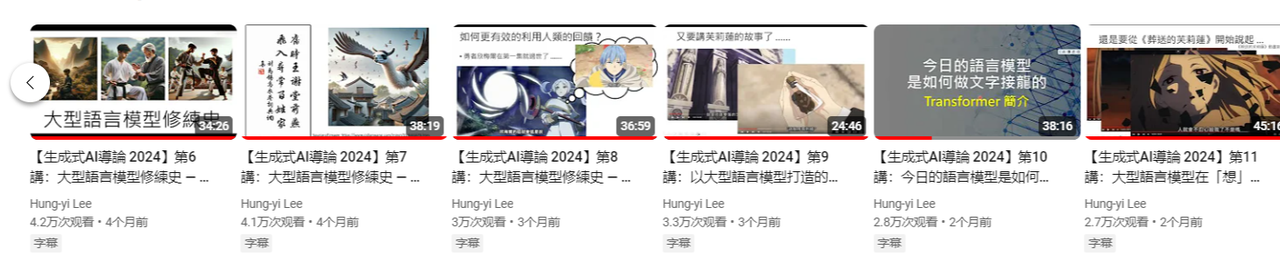 大型語言模型修練史
34:26
舊時王謝堂前燕
飛入尋常百姓家
38:19
如何更有效的利用人類的回饋？
36:59
又要講芙莉蓮的故事了 ......
24:46
今日的語言模型
是如何做文字接龍的
Transformer 簡介
38:16
還是要從《葬送的芙莉蓮》開始說起 ...
45:16
【生成式AI導論 2024】第6
講：大型語言模型修練史 — ...
Hung-yi Lee
4.2万次观看 • 4个月前
字幕
【生成式AI導論 2024】第7
講：大型語言模型修練史 — ...
Hung-yi Lee
4.1万次观看 • 4个月前
字幕
【生成式AI導論 2024】第8
講：大型語言模型修練史 — ...
Hung-yi Lee
3万次观看 • 3个月前
字幕
【生成式AI導論 2024】第9
講：以大型語言模型打造的...
Hung-yi Lee
3.3万次观看 • 3个月前
字幕
【生成式AI導論 2024】第10
講：今日的語言模型是如何...
Hung-yi Lee
2.8万次观看 • 2个月前
字幕
【生成式AI導論 2024】第11
講：大型語言模型在「想」...
Hung-yi Lee
2.7万次观看 • 2个月前
字幕